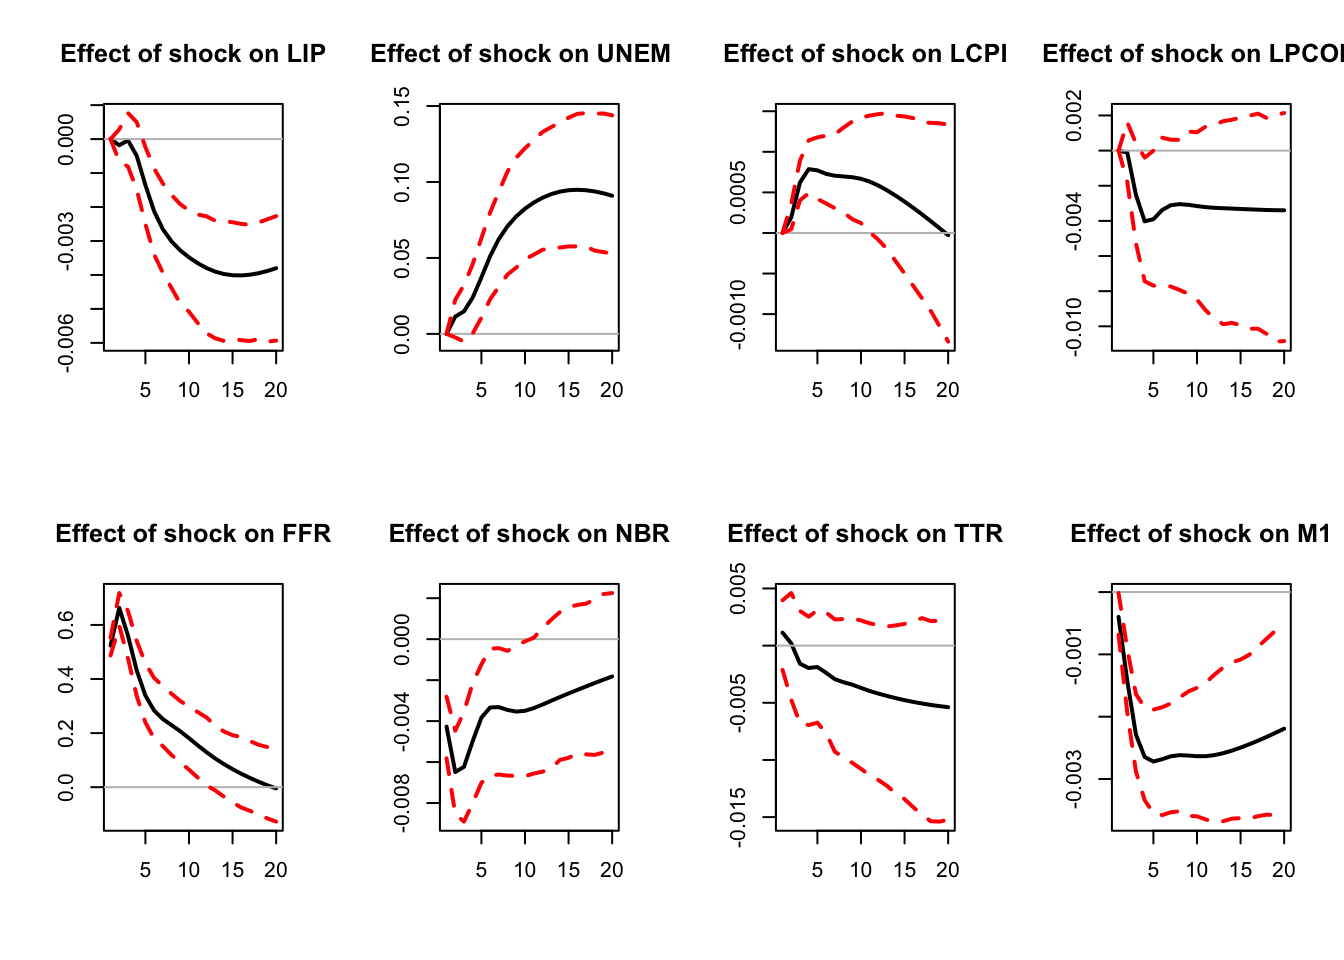 Effect of shock on LIP
0.000
-0.003
-0.006
5 10 15 20
Effect of shock on UNEM
0.15
0.10
0.05
0.00
5 10 15 20
Effect of shock on LCPI
0.0005
-0.0010
5 10 15 20
Effect of shock on LPCO
0.002
-0.004
-0.010
5 10 15 20
Effect of shock on FFR
0.6
0.4
0.2
0.0
5 10 15 20
Effect of shock on NBR
0.000
-0.004
-0.008
5 10 15 20
Effect of shock on TTR
0.005
-0.005
-0.015
5 10 15 20
Effect of shock on M1
-0.001
-0.003
5 10 15 20